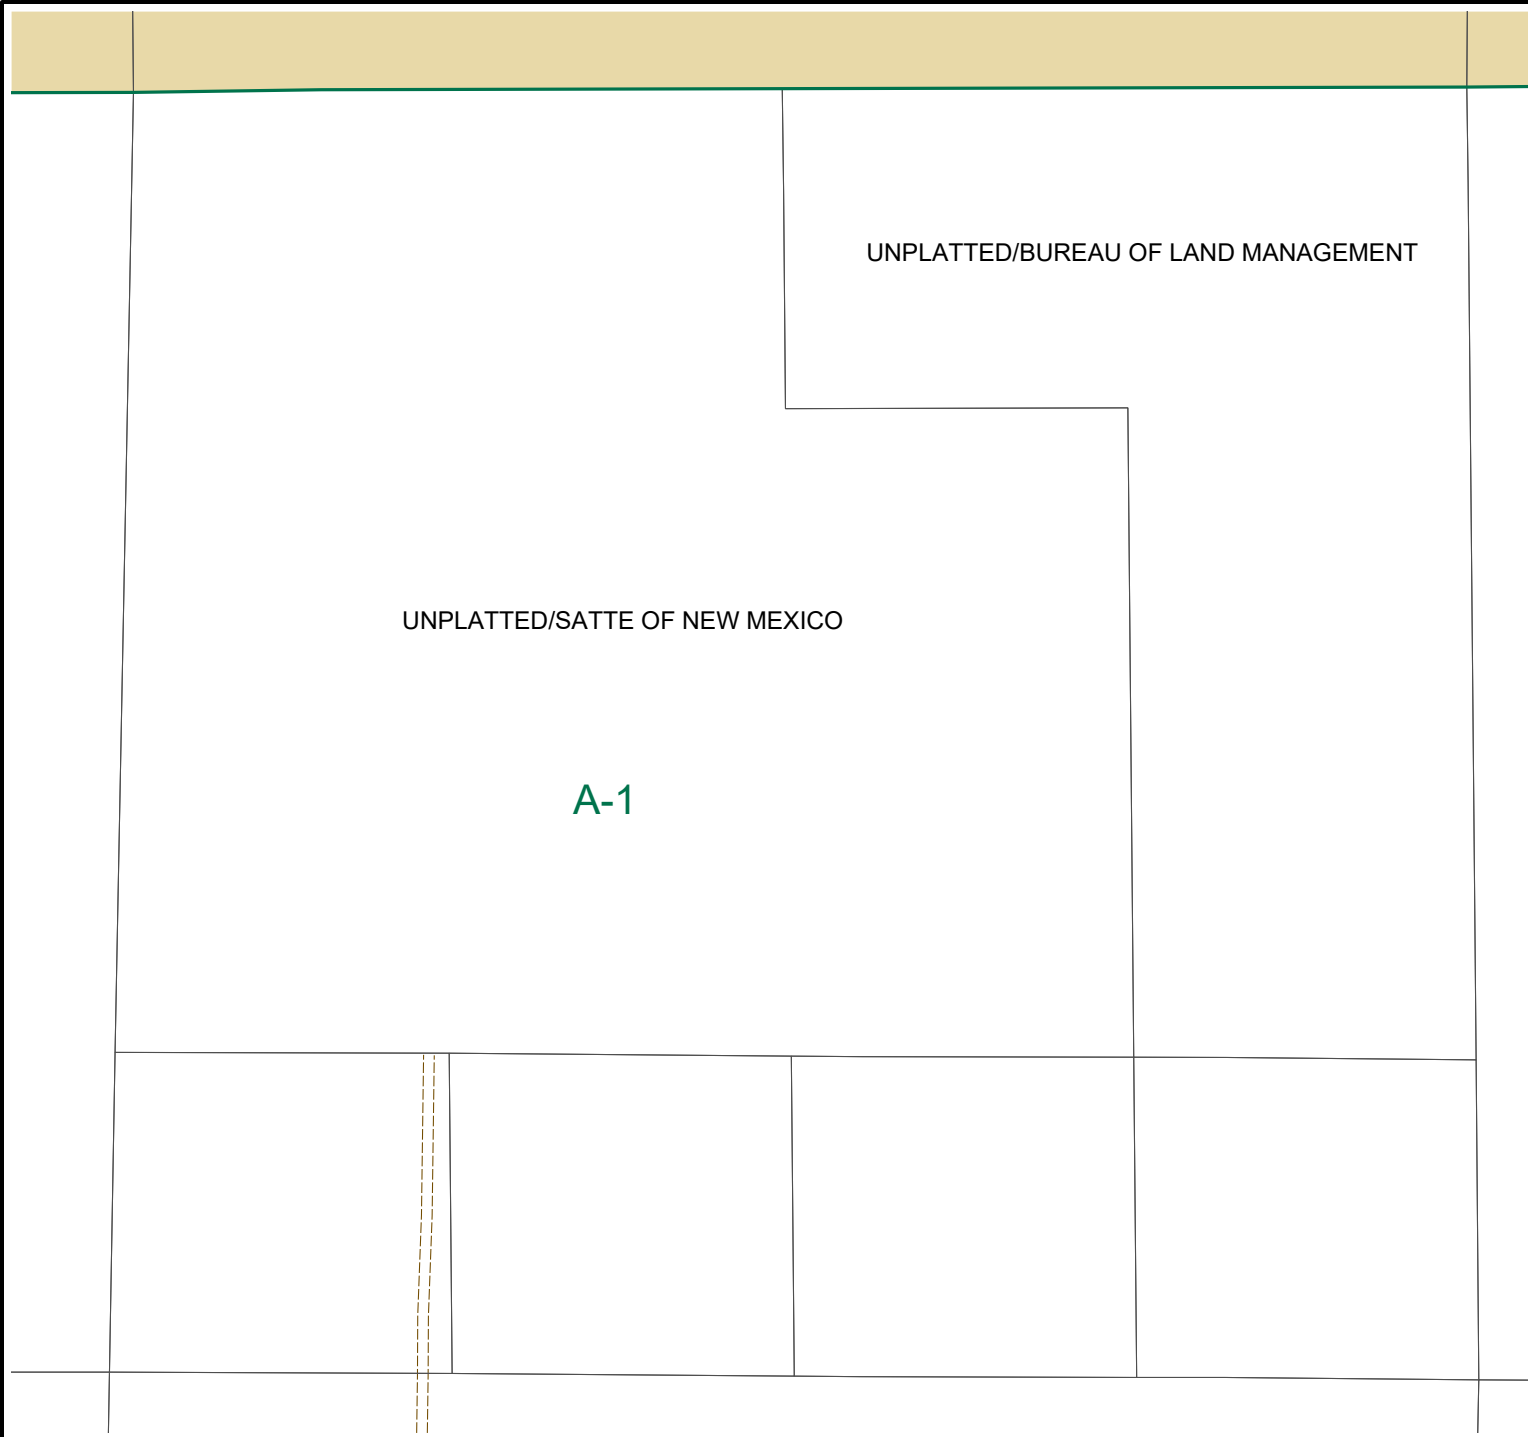 UNPLATTED/BUREAU OF LAND MANAGEMENT
UNPLATTED/SATTE OF NEW MEXICO
A-1